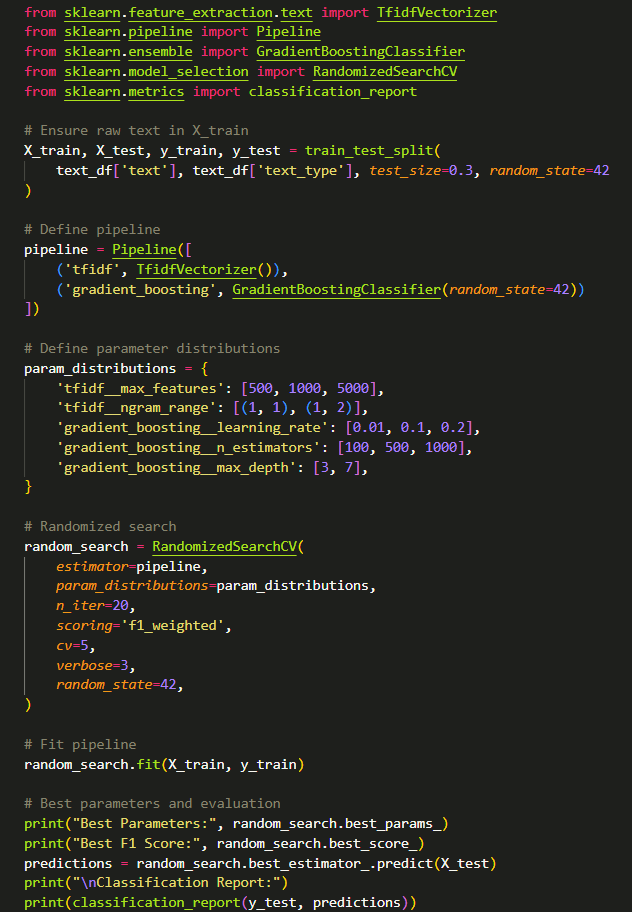 from sklearn.feature_extraction.text import TfidfVectorizer
from sklearn.pipeline import Pipeline
from sklearn.ensemble import GradientBoostingClassifier
from sklearn.model_selection import RandomizedSearchCV
from sklearn.metrics import classification_report

# Ensure raw text in X_train
X_train, X_test, y_train, y_test = train_test_split(
    text_df['text'], text_df['text_type'], test_size=0.3, random_state=42
)

# Define pipeline
pipeline = Pipeline([
    ('tfidf', TfidfVectorizer()),
    ('gradient_boosting', GradientBoostingClassifier(random_state=42))
])

# Define parameter distributions
param_distributions = {
    'tfidf__max_features': [500, 1000, 5000],
    'tfidf__ngram_range': [(1, 1), (1, 2)],
    'gradient_boosting__learning_rate': [0.01, 0.1, 0.2],
    'gradient_boosting__n_estimators': [100, 500, 1000],
    'gradient_boosting__max_depth': [3, 7],
}

# Randomized search
random_search = RandomizedSearchCV(
    estimator=pipeline,
    param_distributions=param_distributions,
    n_iter=20,
    scoring='f1_weighted',
    cv=5,
    verbose=3,
    random_state=42,
)

# Fit pipeline
random_search.fit(X_train, y_train)

# Best parameters and evaluation
print("Best Parameters:", random_search.best_params_)
print("Best F1 Score:", random_search.best_score_)
predictions = random_search.best_estimator_.predict(X_test)
print("\nClassification Report:")
print(classification_report(y_test, predictions))